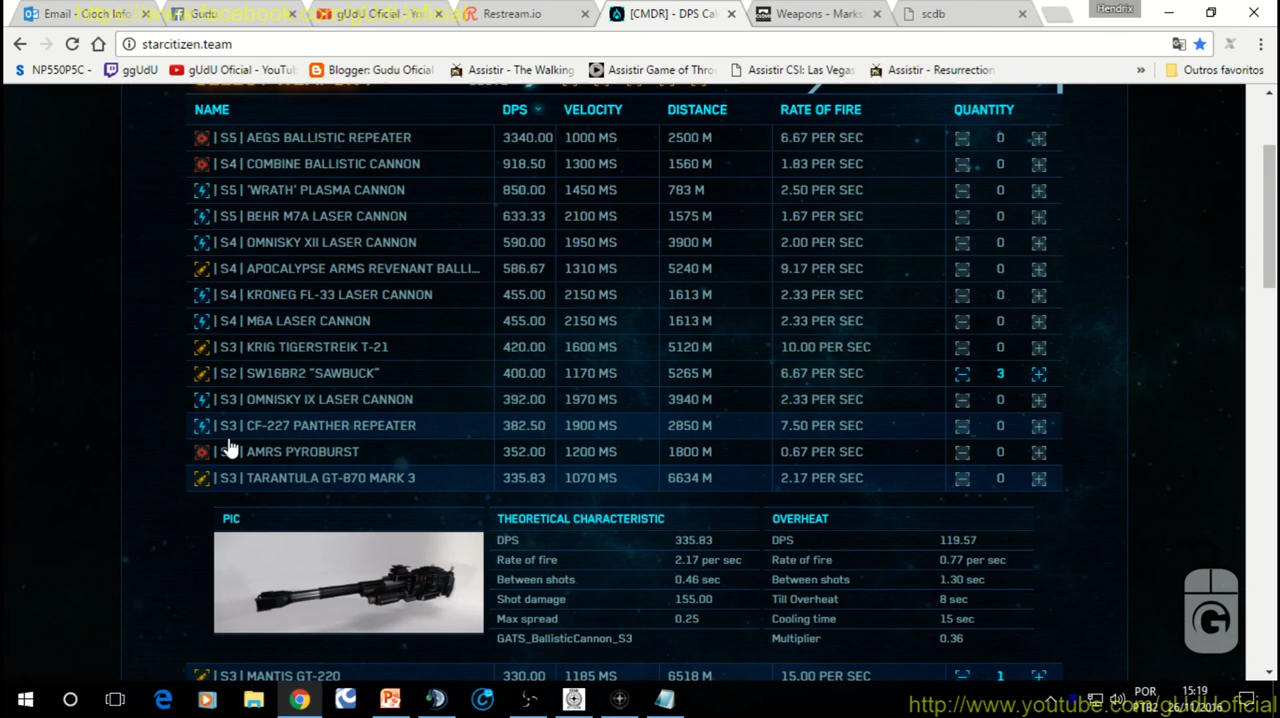 Email - Cloch Info
Gudu
gUdU Oficial - Yo
Restream.io
[CMDR] - DPS Cal
Weapons - Marks
scdb
Hendrix
starcitizen.team
NP550P5C -
ggUdU
gUdU Oficial - YouTu
Blogger: Gudu Oficial
Assistir - The Walking
Assistir Game of Thro
Assistir CSI: Las Vegas
Assistir - Resurrection
»
Outros favoritos
NAME DPS VELOCITY DISTANCE RATE OF FIRE QUANTITY
| S5 | AEGS BALLISTIC REPEATER 3340.00 1000 MS 2500 M 6.67 PER SEC 0
| S4 | COMBINE BALLISTIC CANNON 918.50 1300 MS 1560 M 1.83 PER SEC 0
| S5 | 'WRATH' PLASMA CANNON 850.00 1450 MS 783 M 2.50 PER SEC 0
| S5 | BEHR M7A LASER CANNON 633.33 2100 MS 1575 M 1.67 PER SEC 0
| S4 | OMNISKY XII LASER CANNON 590.00 1950 MS 3900 M 2.00 PER SEC 0
| S4 | APOCALYPSE ARMS REVENANT BALLI... 586.67 1310 MS 5240 M 9.17 PER SEC 0
| S4 | KRONEG FL-33 LASER CANNON 455.00 2150 MS 1613 M 2.33 PER SEC 0
| S4 | M6A LASER CANNON 455.00 2150 MS 1613 M 2.33 PER SEC 0
| S3 | KRIG TIGERSTREIK T-21 420.00 1600 MS 5120 M 10.00 PER SEC 0
| S2 | SW16BR2 "SAWBUCK" 400.00 1170 MS 5265 M 6.67 PER SEC 3
| S3 | OMNISKY IX LASER CANNON 392.00 1970 MS 3940 M 2.33 PER SEC 0
| S3 | CF-227 PANTHER REPEATER 382.50 1900 MS 2850 M 7.50 PER SEC 0
| AMRS PYROBURST 352.00 1200 MS 1800 M 0.67 PER SEC 0
| S3 | TARANTULA GT-870 MARK 3 335.83 1070 MS 6634 M 2.17 PER SEC 0
PIC THEORETICAL CHARACTERISTIC OVERHEAT
DPS 335.83 DPS 119.57
Rate of fire 2.17 per sec Rate of fire 0.77 per sec
Between shots 0.46 sec Between shots 1.30 sec
Shot damage 155.00 Till Overheat 8 sec
Max spread 0.25 Cooling time 15 sec
GATS_BallisticCannon_S3 Multiplier 0.36
| S3 | MANTIS GT-220 330.00 1185 MS 6518 M 15.00 PER SEC 1
POR 15:19
PTB2 26/11/2016
http://www.youtube.com/gUdUoficial